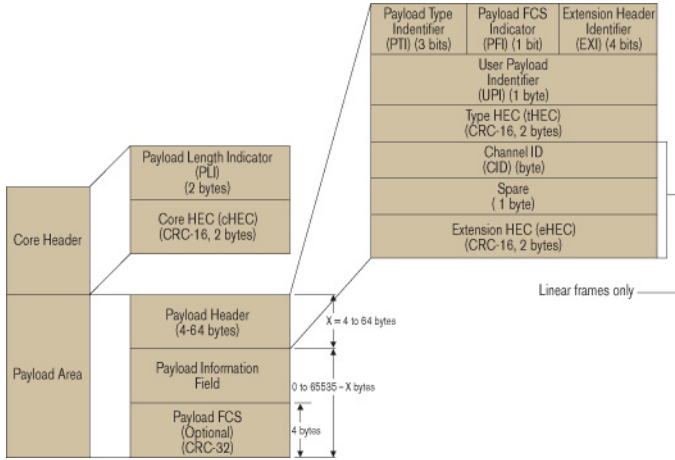 Payload Type
Indentifier
(PTI) (3 bits)
Payload FCS
Indicator
(PFI) (1 bit)
Extension Header
Identifier
(EXI) (4 bits)
User Payload
Indentifier
(UPI) (1 byte)
Type HEC (tHEC)
(CRC-16, 2 bytes)
Channel ID
(CID) (byte)
Spare
( 1 byte)
Extension HEC (eHEC)
(CRC-16, 2 bytes)
Linear frames only
Payload Length Indicator
(PLI)
(2 bytes)
Core HEC (cHEC)
(CRC-16, 2 bytes)
Core Header
Payload Area
Payload Header
(4-64 bytes)
X = 4 to 64 bytes
Payload Information
Field
0 to 65535 – X bytes
Payload FCS
(Optional)
(CRC-32)
4 bytes